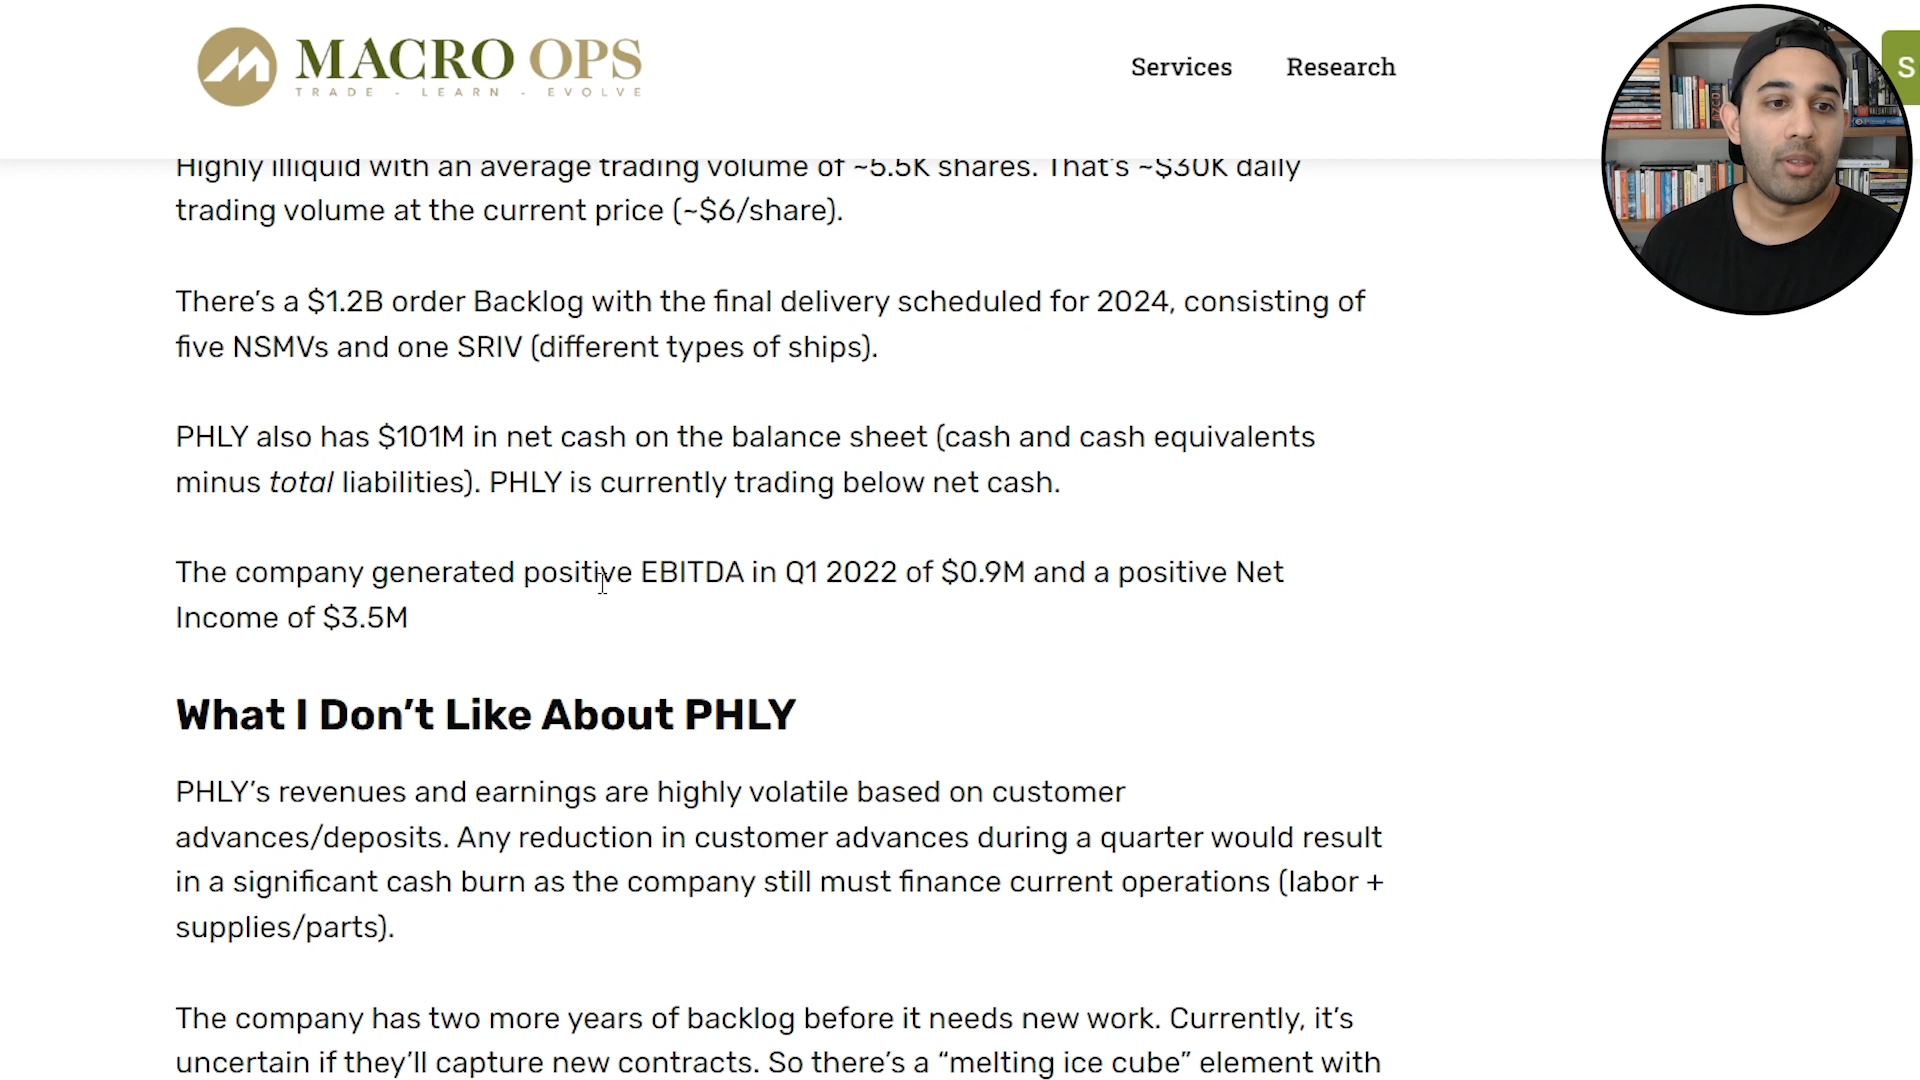 MACRO OPS
TRADE - LEARN - EVOLVE
Services
Research
S
Highly illiquid with an average trading volume of ~5.5K shares. That's ~$30K daily
trading volume at the current price (~$6/share).
There's a $1.2B order Backlog with the final delivery scheduled for 2024, consisting of
five NSMVs and one SRIV (different types of ships).
PHLY also has $101M in net cash on the balance sheet (cash and cash equivalents
minus total liabilities). PHLY is currently trading below net cash.
The company generated positive EBITDA in Q1 2022 of $0.9M and a positive Net
Income of $3.5M
What I Don't Like About PHLY
PHLY's revenues and earnings are highly volatile based on customer
advances/deposits. Any reduction in customer advances during a quarter would result
in a significant cash burn as the company still must finance current operations (labor +
supplies/parts).
The company has two more years of backlog before it needs new work. Currently, it's
uncertain if they'll capture new contracts. So there's a “melting ice cube” element with